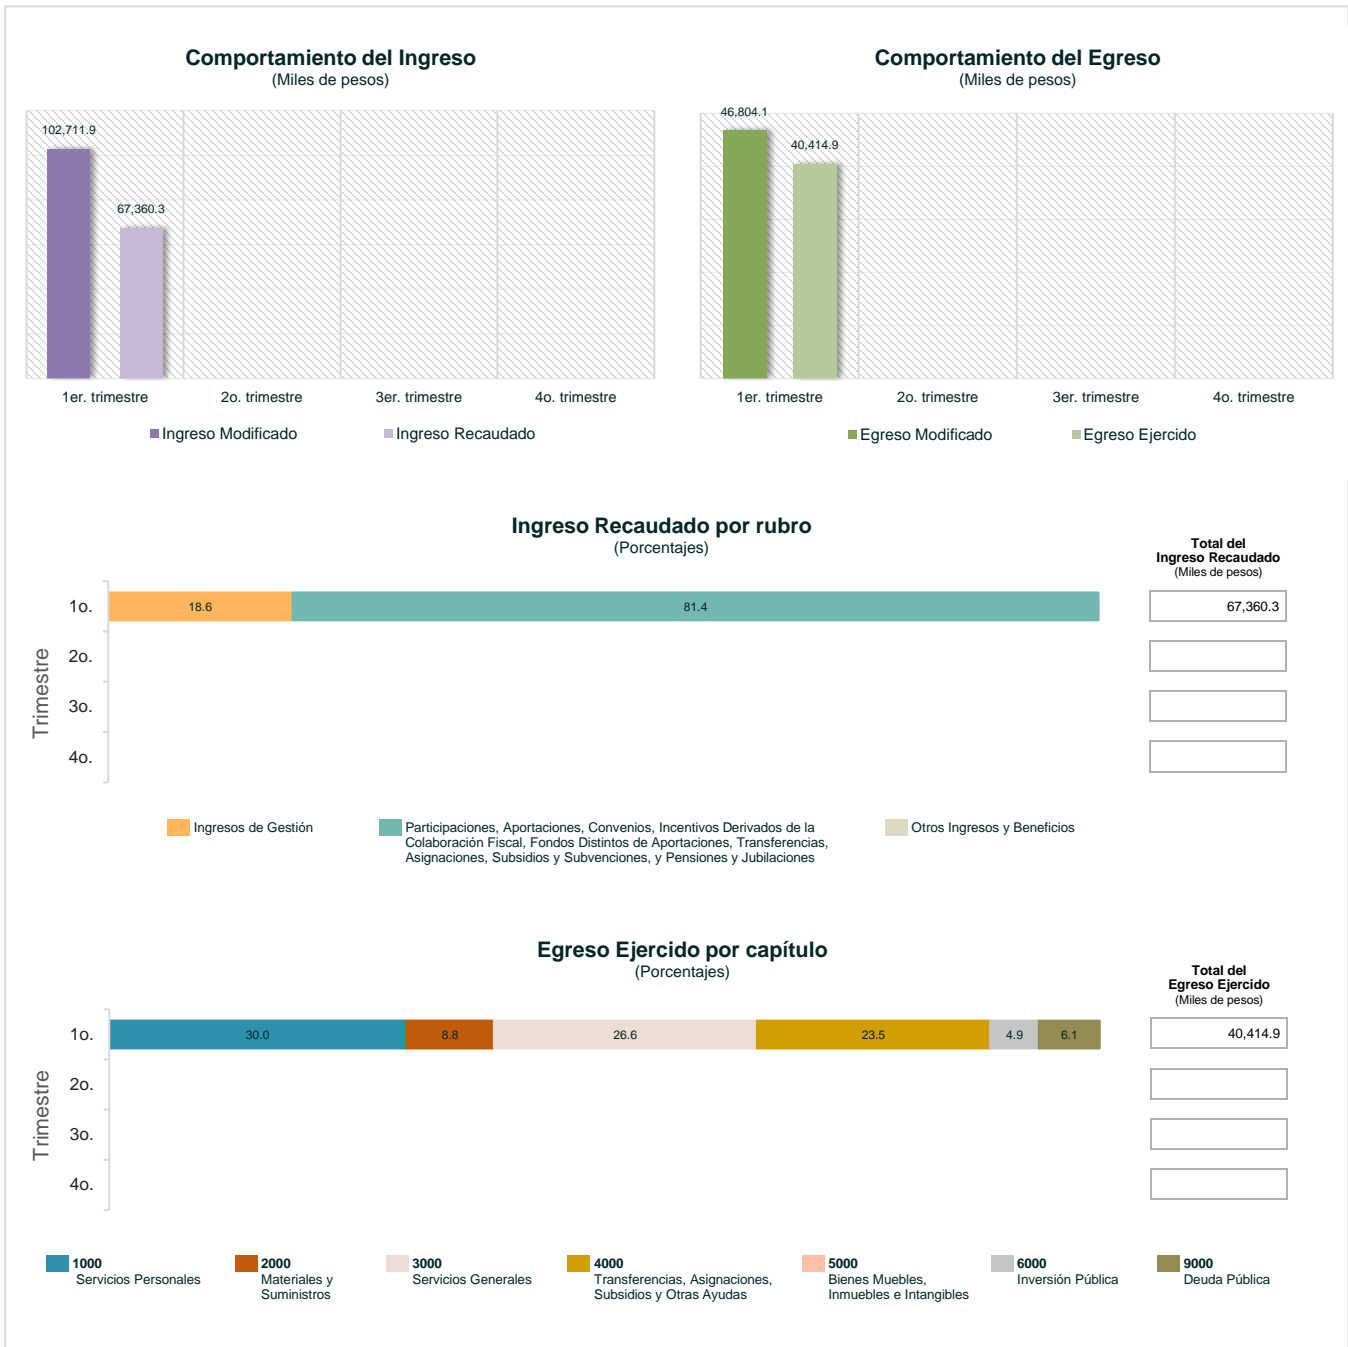 Comportamiento del Ingreso
(Miles de pesos)
102,711.9
67,360.3
1er. trimestre
2o. trimestre
3er. trimestre
4o. trimestre
Ingreso Modificado
Ingreso Recaudado
Comportamiento del Egreso
(Miles de pesos)
46,804.1
40,414.9
1er. trimestre
2o. trimestre
3er. trimestre
4o. trimestre
Egreso Modificado
Egreso Ejercido
Ingreso Recaudado por rubro
(Porcentajes)
Total del
Ingreso Recaudado
(Miles de pesos)
Trimestre
1o.
18.6
81.4
67,360.3
2o.
3o.
4o.
Ingresos de Gestión
Participaciones, Aportaciones, Convenios, Incentivos Derivados de la
Colaboración Fiscal, Fondos Distintos de Aportaciones, Transferencias,
Asignaciones, Subsidios y Subvenciones, y Pensiones y Jubilaciones
Otros Ingresos y Beneficios
Egreso Ejercido por capítulo
(Porcentajes)
Total del
Egreso Ejercido
(Miles de pesos)
Trimestre
1o.
30.0
8.8
26.6
23.5
4.9
6.1
40,414.9
2o.
3o.
4o.
1000
Servicios Personales
2000
Materiales y
Suministros
3000
Servicios Generales
4000
Transferencias, Asignaciones,
Subsidios y Otras Ayudas
5000
Bienes Muebles,
Inmuebles e Intangibles
6000
Inversión Pública
9000
Deuda Pública